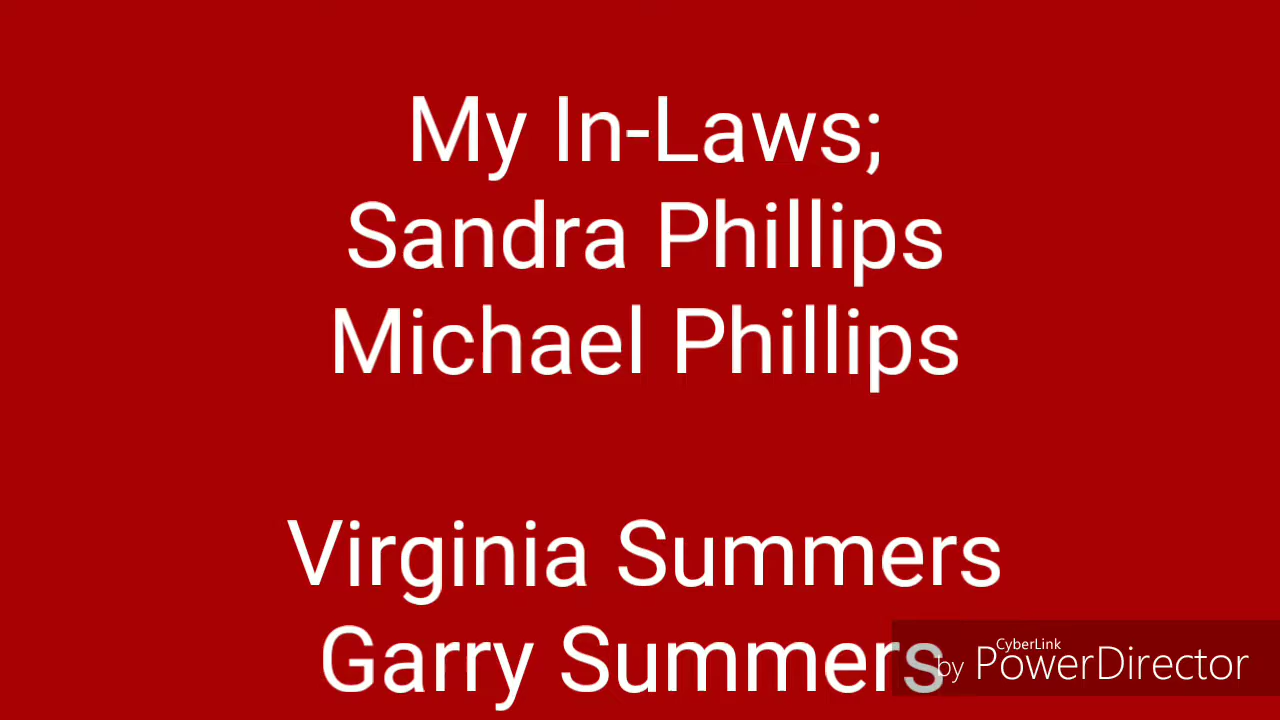 My In-Laws;
Sandra Phillips
Michael Phillips
Virginia Summers
Garry Summers
CyberLink
by PowerDirector